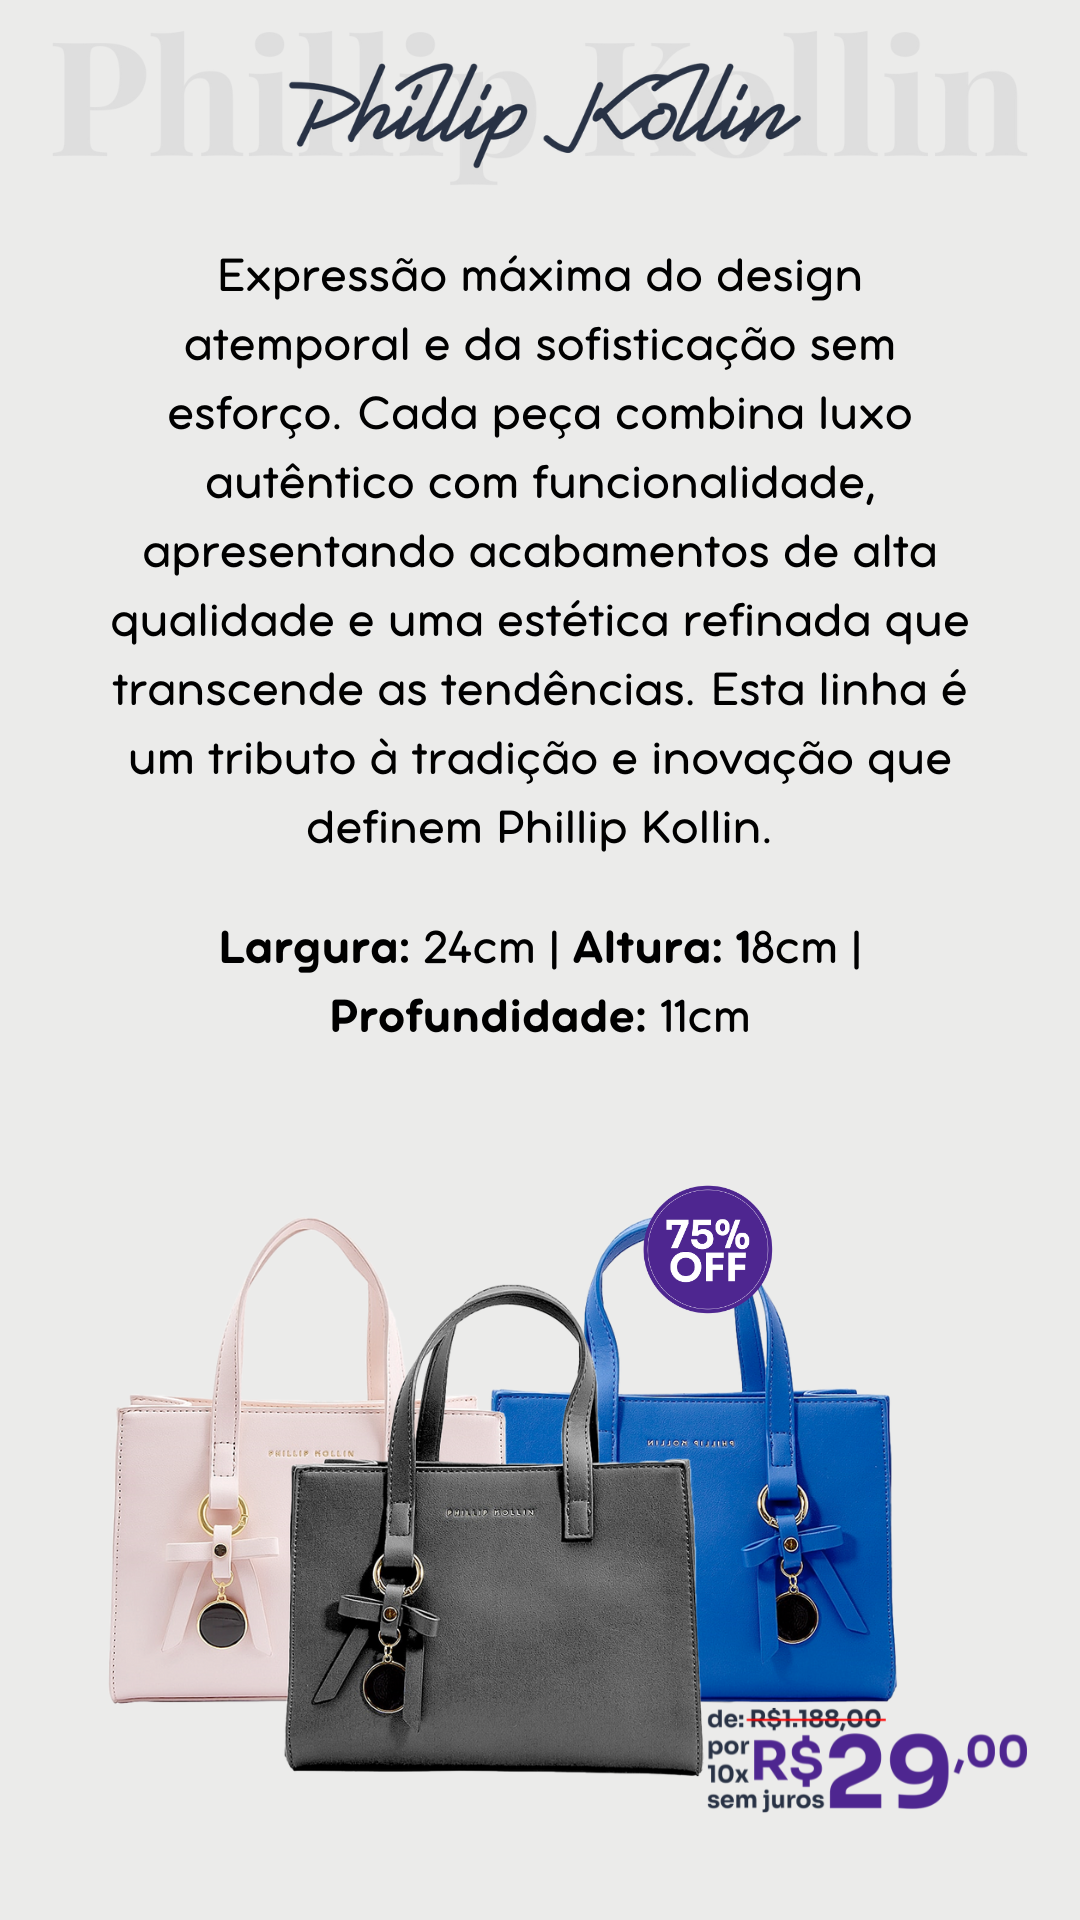 Phillip Kollin
Phillip Kollin
Expressão máxima do design
atemporal e da sofisticação sem
esforço. Cada peça combina luxo
autêntico com funcionalidade,
apresentando acabamentos de alta
qualidade e uma estética refinada que
transcende as tendências. Esta linha é
um tributo à tradição e inovação que
definem Phillip Kollin.
Largura: 24cm | Altura: 18cm |
Profundidade: 11cm
75%
OFF
PHILLIP KOLLIN
PHILLIP KOLLIN
PHILLIP KOLLIN
de: R$1.188,00
por
10x
sem juros
R$29,00